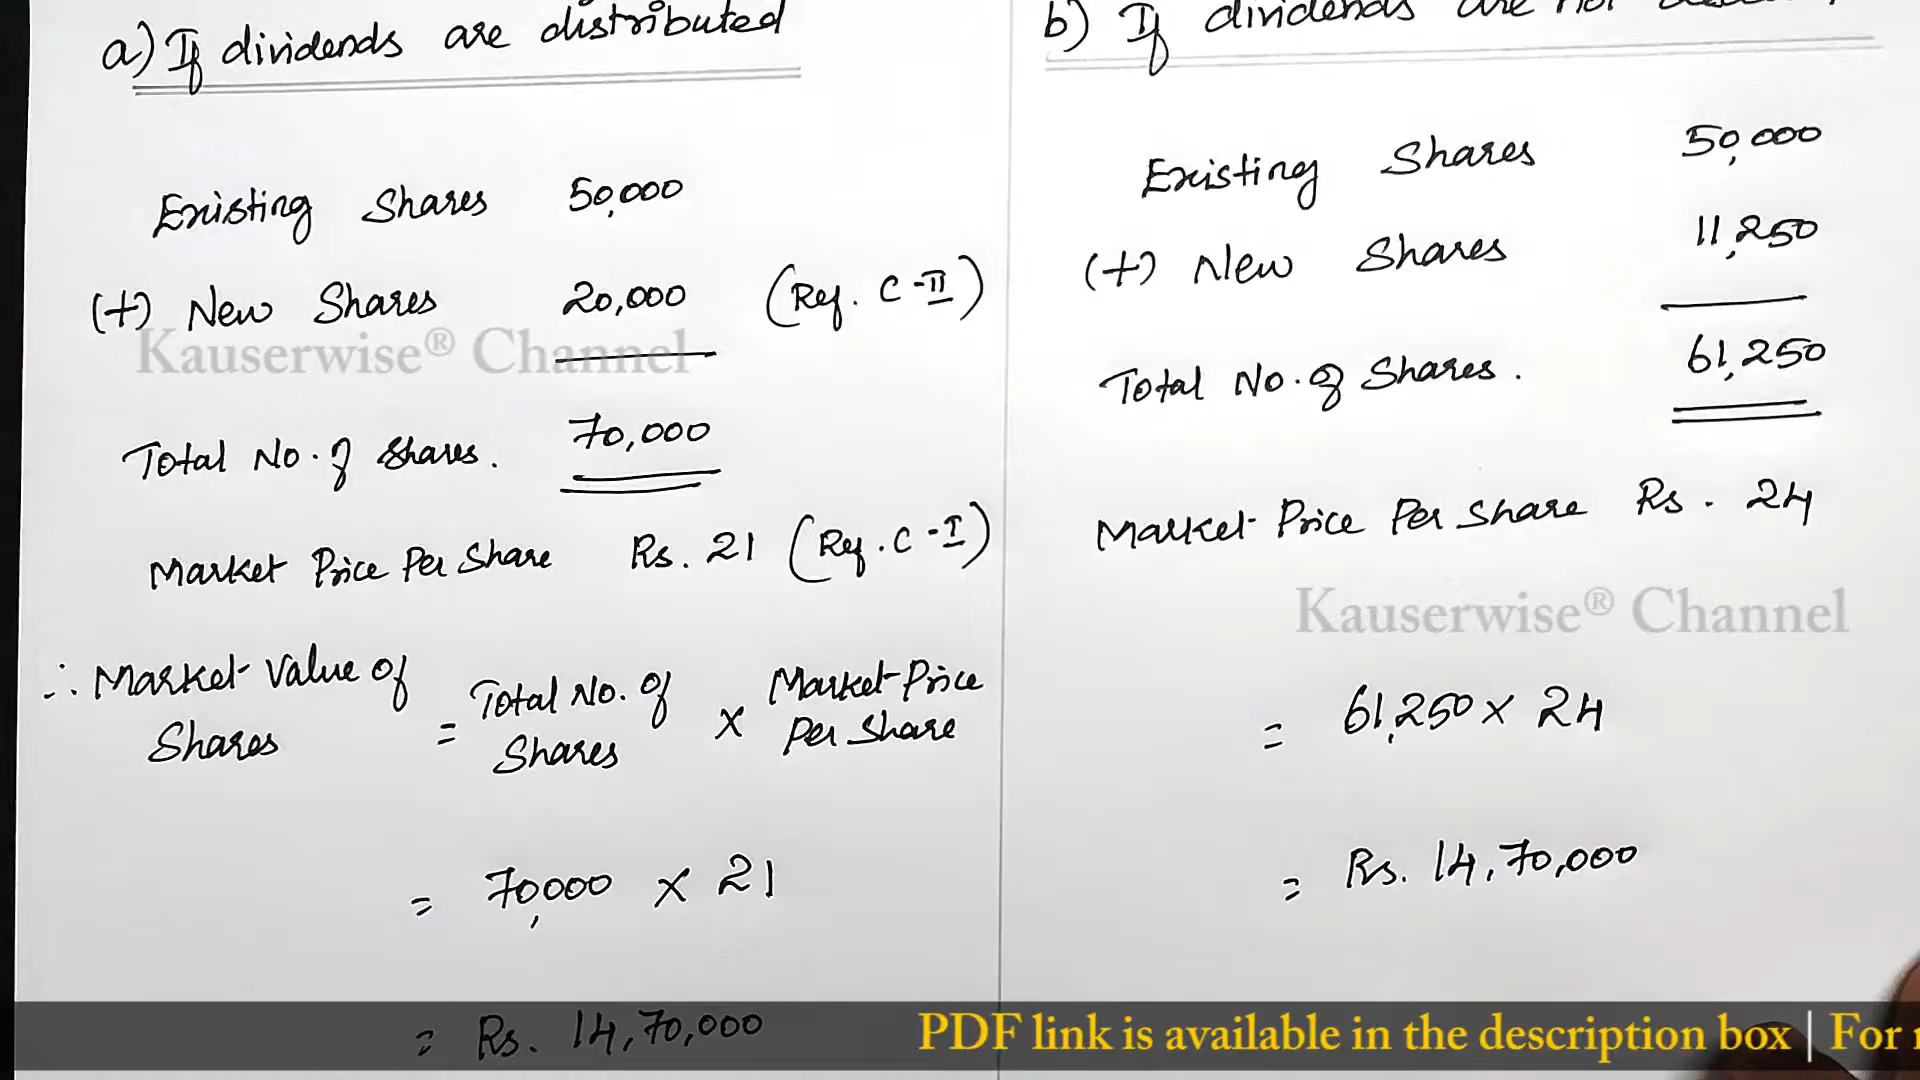 a) If dividends are distributed
Existing Shares 50,000
(+) New Shares 20,000 (Ref. C-II)
Kauserwise® Channel
Total No. of Shares. 70,000
Market Price Per Share Rs. 21 (Ref. C-I)
∴ Market Value of Shares = Total No. of Shares X Market Price Per Share
= 70,000 X 21
= Rs. 14,70,000
b) If dividends are not
Existing Shares 50,000
(+) New Shares 11,250
Total No. of Shares. 61,250
Market Price Per Share Rs. 24
Kauserwise® Channel
= 61,250 X 24
= Rs. 14,70,000
PDF link is available in the description box | For